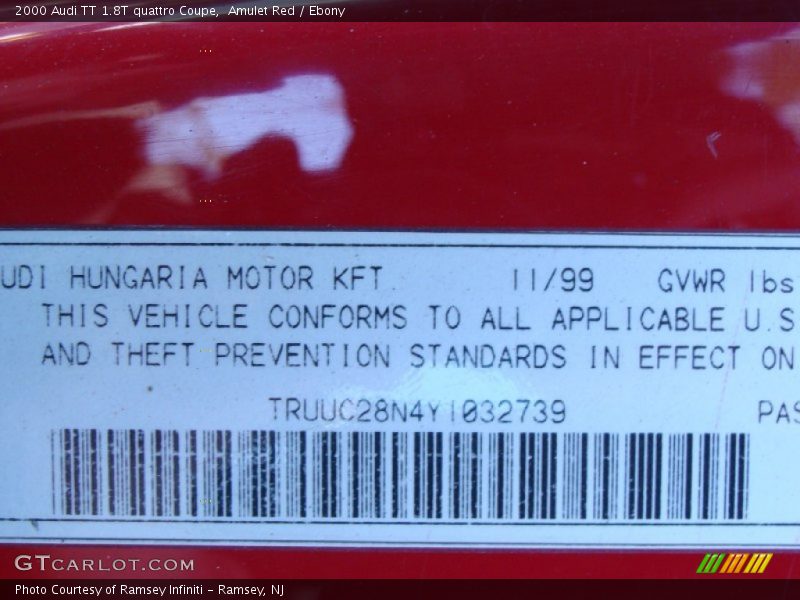 2000 Audi TT 1.8T quattro Coupe,  Amulet Red / Ebony
UDI HUNGARIA MOTOR KFT 11/99 GVWR lbs
THIS VEHICLE CONFORMS TO ALL APPLICABLE U.S
AND THEFT PREVENTION STANDARDS IN EFFECT ON
TRUUC28N4Y1032739 PAS
GTCARLOT.COM
Photo Courtesy of Ramsey Infiniti - Ramsey, NJ